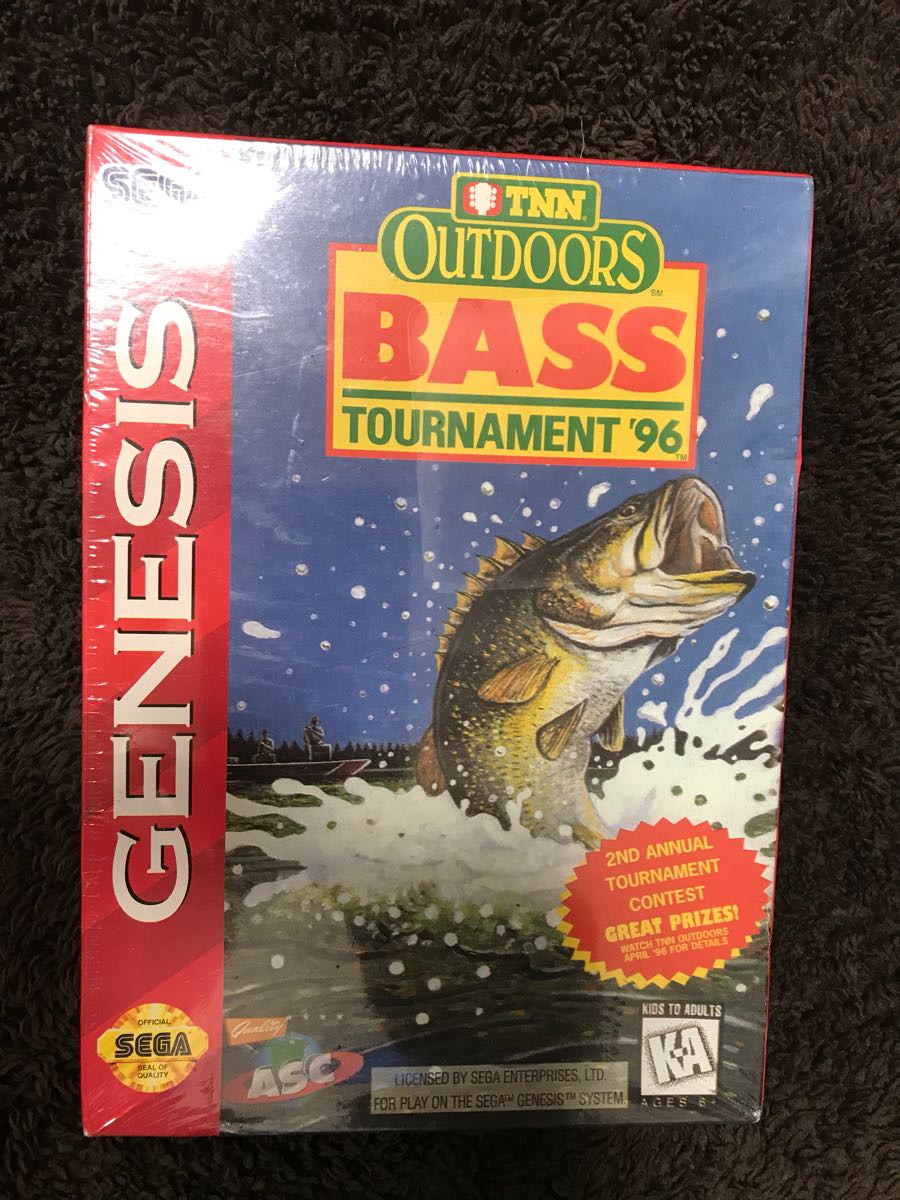 GENESIS
TNN
OUTDOORS
SM
BASS
TOURNAMENT '96
TM
2ND ANNUAL
TOURNAMENT
CONTEST
GREAT PRIZES!
WATCH TNN OUTDOORS
APRIL '96 FOR DETAILS
OFFICIAL
SEGA
SEAL OF
QUALITY
Quality
ASC
LICENSED BY SEGA ENTERPRISES, LTD.
FOR PLAY ON THE SEGA™ GENESIS™ SYSTEM.
KIDS TO ADULTS
K-A
AGES 6